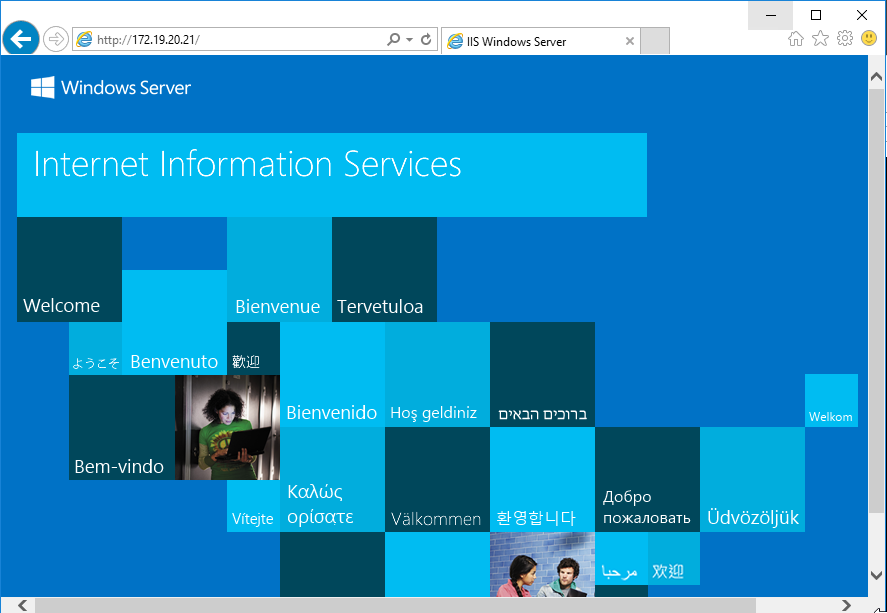 http://172.19.20.21/
IIS Windows Server
Windows Server
Internet Information Services
Welcome
Bienvenue
Tervetuloa
ようこそ
Benvenuto
歡迎
Bienvenido
Hoş geldiniz
ברוכים הבאים
Welkom
Bem-vindo
Vítejte
Καλώς
ορίσατε
Välkommen
환영합니다
Добро
пожаловать
Üdvözöljük
مرحبا
欢迎